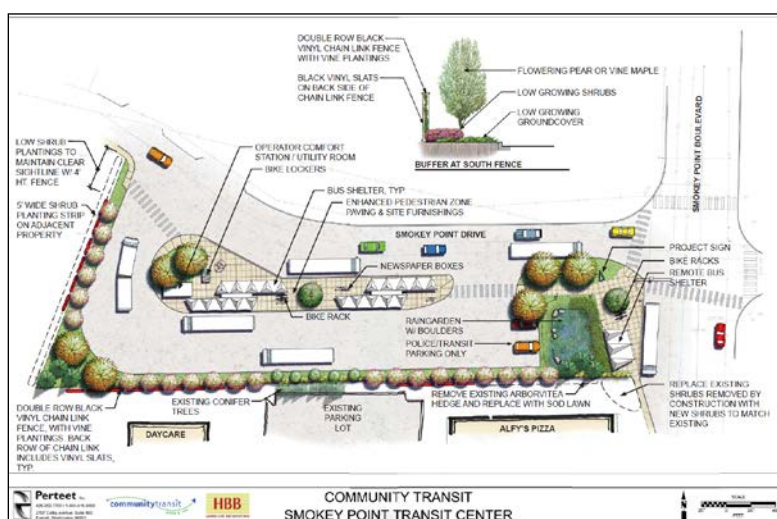 DOUBLE ROW BLACK
VINYL CHAIN LINK FENCE
WITH VINE PLANTINGS
BLACK VINYL SLATS
ON BACK SIDE OF
CHAIN LINK FENCE
FLOWERING PEAR OR VINE MAPLE
LOW GROWING SHRUBS
LOW GROWING
GROUNDCOVER
BUFFER AT SOUTH FENCE
SMOKEY POINT BOULEVARD
LOW SHRUB
PLANTINGS TO
MAINTAIN CLEAR
SIGHTLINE W/ 4'
HT. FENCE
5' WIDE SHRUB
PLANTING STRIP
ON ADJACENT
PROPERTY
OPERATOR COMFORT
STATION / UTILITY ROOM
BIKE LOCKERS
BUS SHELTER, TYP.
ENHANCED PEDESTRIAN ZONE
PAVING & SITE FURNISHINGS
SMOKEY POINT DRIVE
NEWSPAPER BOXES
BIKE RACK
PROJECT SIGN
BIKE RACKS
REMOTE BUS
SHELTER
RAINGARDEN
W/ BOULDERS
POLICE/TRANSIT
PARKING ONLY
DOUBLE ROW BLACK
VINYL CHAIN LINK
FENCE, WITH VINE
PLANTINGS. BACK
ROW OF CHAIN LINK
INCLUDES VINYL SLATS,
TYP.
EXISTING CONIFER
TREES
DAYCARE
EXISTING
PARKING
LOT
REMOVE EXISTING ARBORVITEA
HEDGE AND REPLACE WITH SOD LAWN
ALFY'S PIZZA
REPLACE EXISTING
SHRUBS REMOVED BY
CONSTRUCTION WITH
NEW SHRUBS TO MATCH
EXISTING
Perteet
communitytransit
HBB
COMMUNITY TRANSIT
SMOKEY POINT TRANSIT CENTER
SCALE
FEET